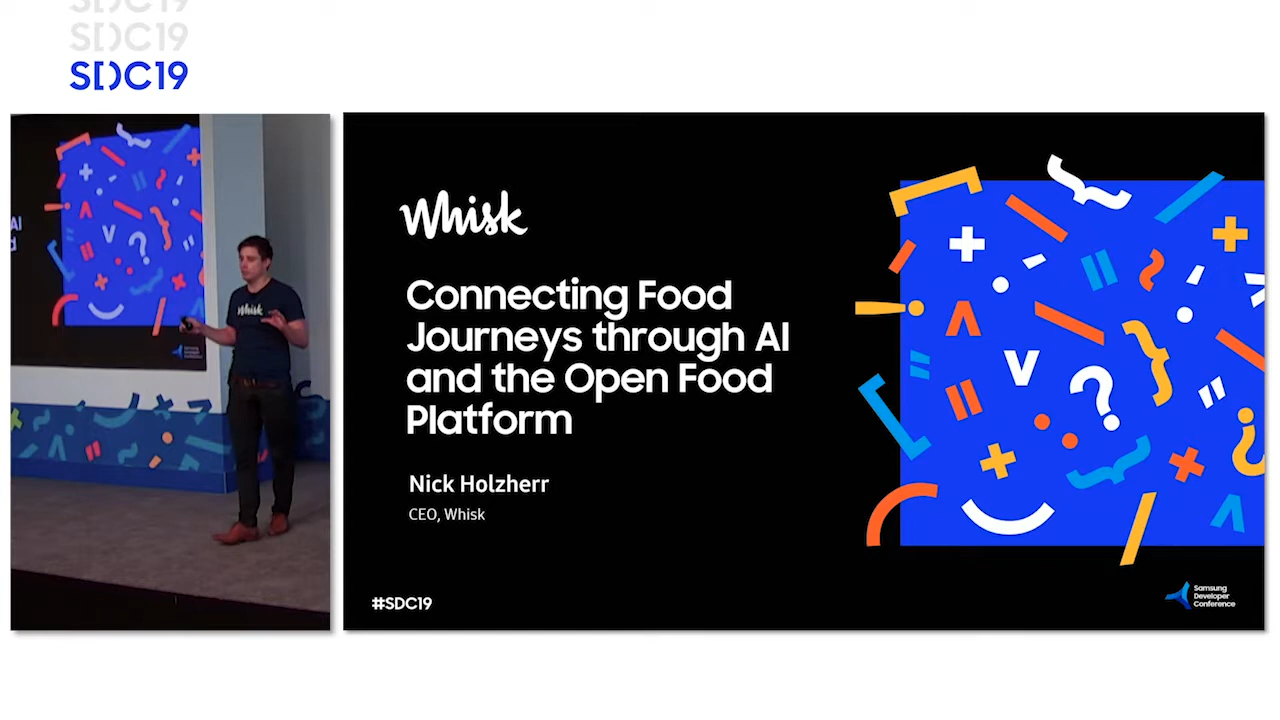 SDC19
SDC19
SDC19
AI
Whisk
Whisk
Connecting Food
Journeys through AI
and the Open Food
Platform
Nick Holzherr
CEO, Whisk
#SDC19
Samsung
Developer
Conference